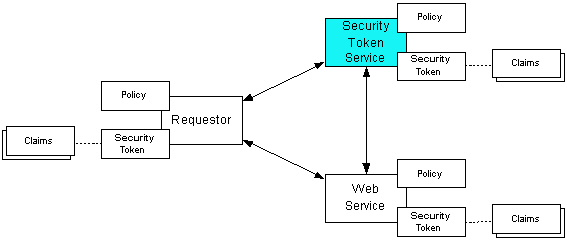 Security
Token
Service
Policy
Security
Token
Claims
Policy
Requestor
Claims
Security
Token
Web
Service
Policy
Security
Token
Claims